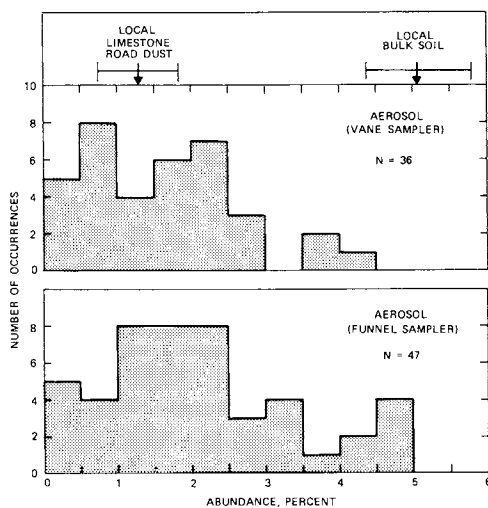 LOCAL
LIMESTONE
ROAD DUST
LOCAL
BULK SOIL
10
8
6
4
2
0
AEROSOL
(VANE SAMPLER)
N = 36
NUMBER OF OCCURRENCES
8
6
4
2
0
AEROSOL
(FUNNEL SAMPLER)
N = 47
0 1 2 3 4 5 6
ABUNDANCE, PERCENT